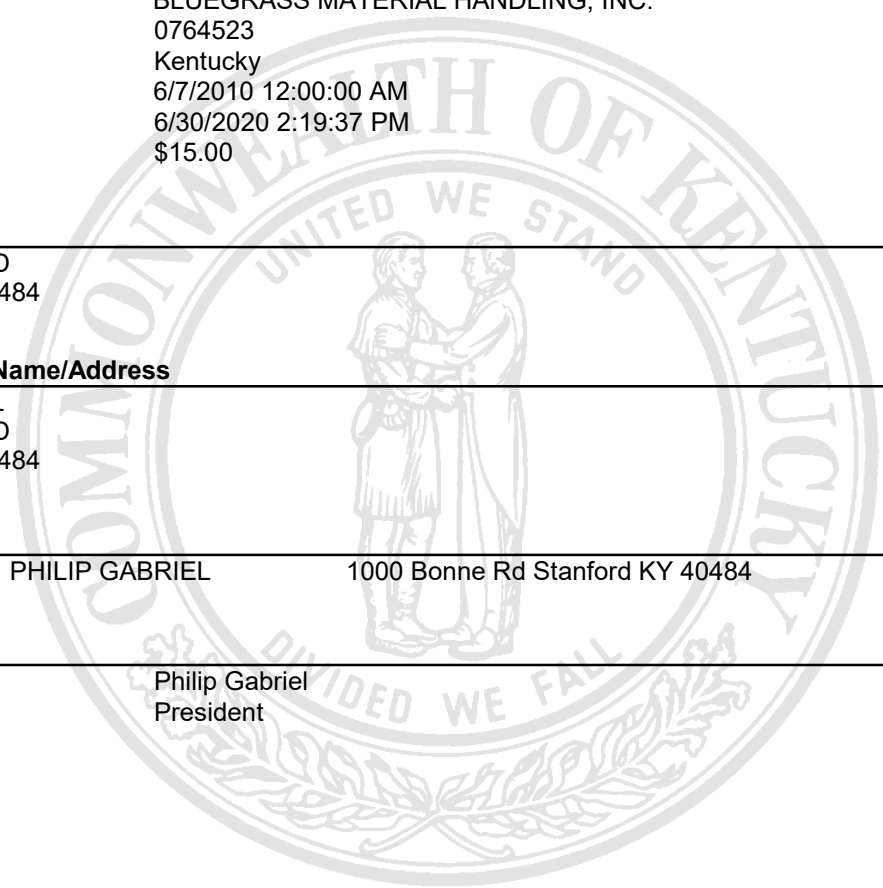 BLUEGRASS MATERIAL HANDLING, INC.
0764523
Kentucky
6/7/2010 12:00:00 AM
6/30/2020 2:19:37 PM
$15.00
COMMONWEALTH OF KENTUCKY
UNITED WE STAND
D
484
Name/Address
L
D
484
PHILIP GABRIEL 1000 Bonne Rd Stanford KY 40484
Philip Gabriel
President
DIVIDED WE FALL